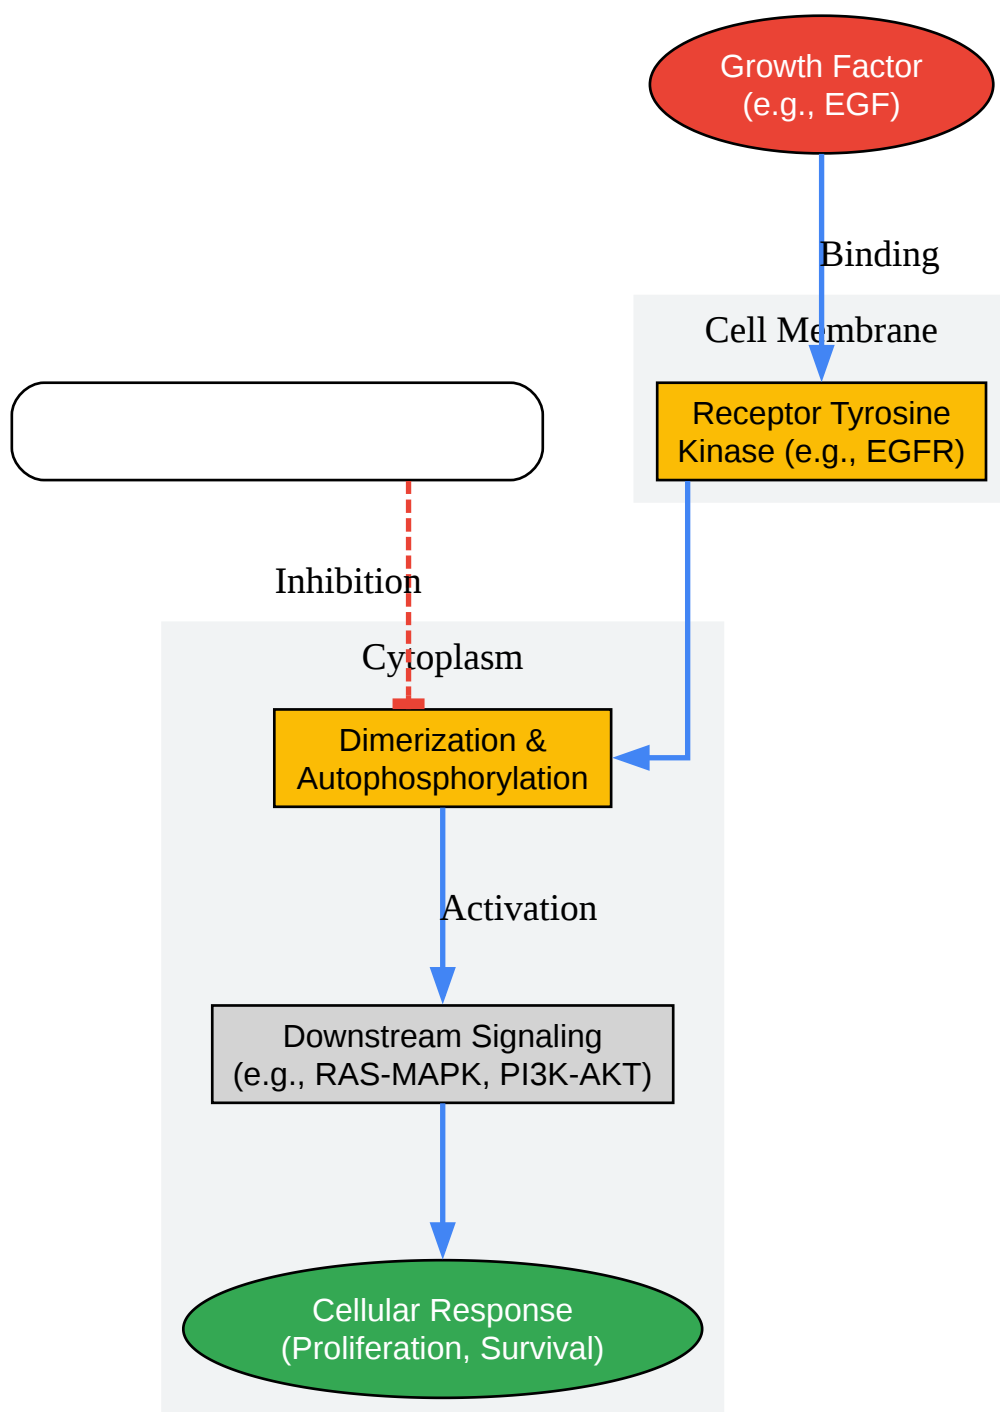 Growth Factor
(e.g., EGF)
Binding
Cell Membrane
Receptor Tyrosine
Kinase (e.g., EGFR)
Inhibition
Cytoplasm
Dimerization &
Autophosphorylation
Activation
Downstream Signaling
(e.g., RAS-MAPK, PI3K-AKT)
Cellular Response
(Proliferation, Survival)